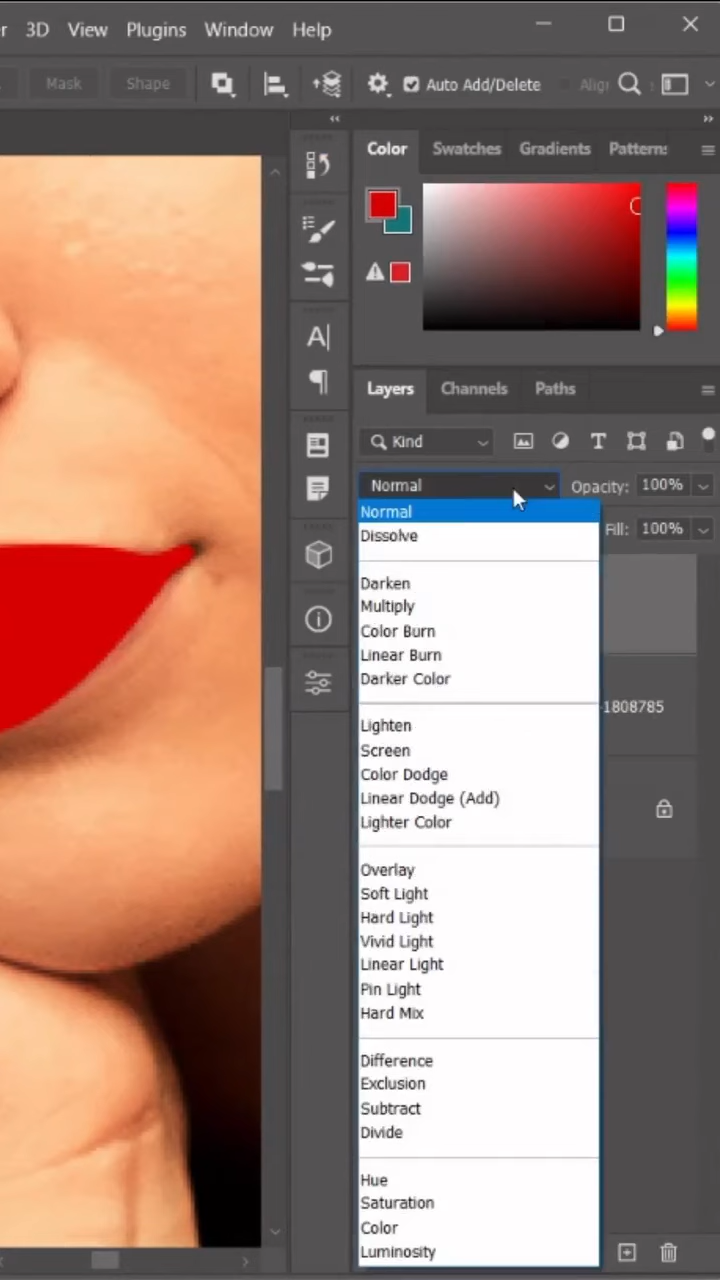 3D View Plugins Window Help
Mask Shape Auto Add/Delete
Color Swatches Gradients Patterns
A|
Layers Channels Paths
Kind
Normal Opacity: 100%
Normal
Fill: 100%
Dissolve
Darken
Multiply
Color Burn
Linear Burn
Darker Color
1808785
Lighten
Screen
Color Dodge
Linear Dodge (Add)
Lighter Color
Overlay
Soft Light
Hard Light
Vivid Light
Linear Light
Pin Light
Hard Mix
Difference
Exclusion
Subtract
Divide
Hue
Saturation
Color
Luminosity